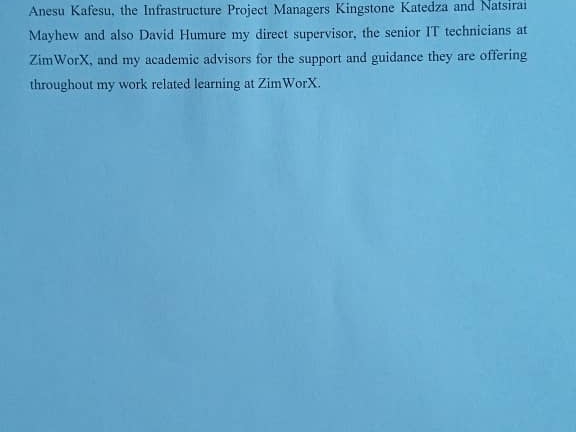 Anesu Kafesu, the Infrastructure Project Managers Kingstone Katedza and Natsirai
Mayhew and also David Humure my direct supervisor, the senior IT technicians at
ZimWorX, and my academic advisors for the support and guidance they are offering
throughout my work related learning at ZimWorX.